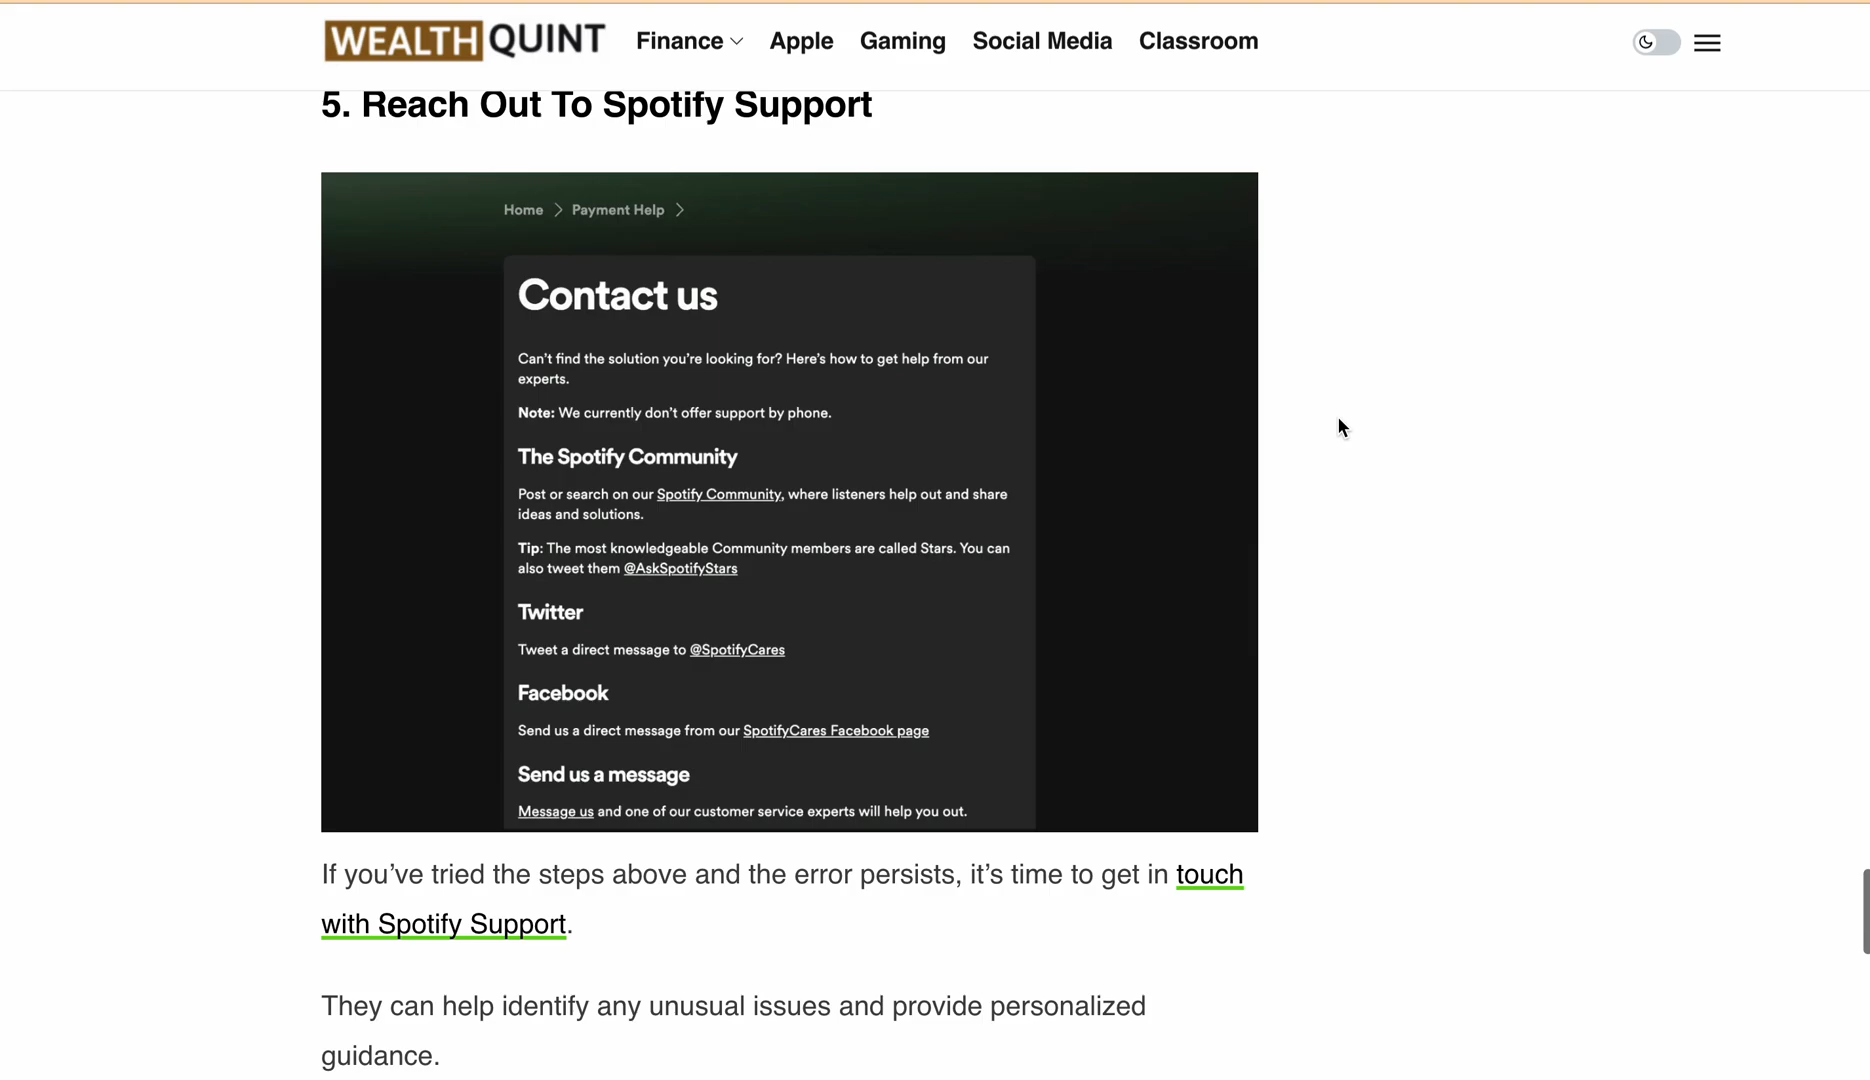 WEALTH QUINT Finance Apple Gaming Social Media Classroom
5. Reach Out To Spotify Support
Home > Payment Help >
Contact us
Can't find the solution you're looking for? Here's how to get help from our
experts.
Note: We currently don't offer support by phone.
The Spotify Community
Post or search on our Spotify Community, where listeners help out and share
ideas and solutions.
Tip: The most knowledgeable Community members are called Stars. You can
also tweet them @AskSpotifyStars
Twitter
Tweet a direct message to @SpotifyCares
Facebook
Send us a direct message from our SpotifyCares Facebook page
Send us a message
Message us and one of our customer service experts will help you out.
If you've tried the steps above and the error persists, it's time to get in touch
with Spotify Support.
They can help identify any unusual issues and provide personalized
guidance.